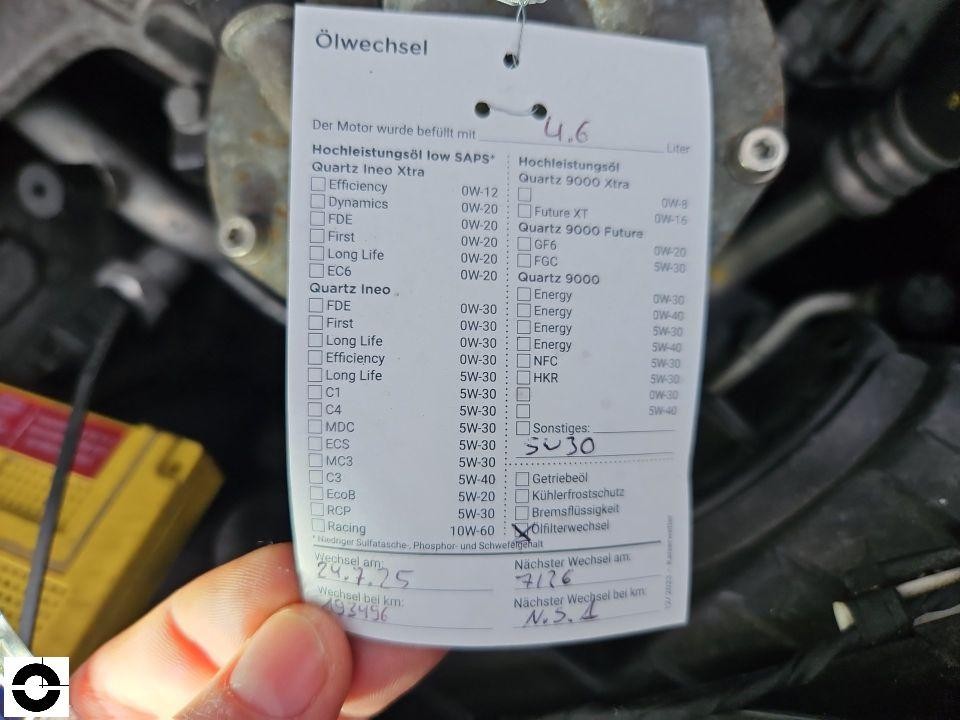 Ölwechsel
Der Motor wurde befüllt mit 4.6 Liter
Hochleistungsöl low SAPS*
Quartz Ineo Xtra
Efficiency 0W-12
Dynamics 0W-20
FDE 0W-20
First 0W-20
Long Life 0W-20
EC6 0W-20
Quartz Ineo
FDE 0W-30
First 0W-30
Long Life 0W-30
Efficiency 0W-30
Long Life 5W-30
C1 5W-30
C4 5W-30
MDC 5W-30
ECS 5W-30
MC3 5W-30
C3 5W-40
EcoB 5W-20
RCP 5W-30
Racing 10W-60
* Niedriger Sulfatasche-, Phosphor- und Schwefelgehalt
Hochleistungsöl
Quartz 9000 Xtra
0W-8
Future XT 0W-16
Quartz 9000 Future
GF6 0W-20
FGC 5W-30
Quartz 9000
Energy 0W-30
Energy 0W-40
Energy 5W-30
Energy 5W-40
NFC 5W-30
HKR 5W-30
0W-30
5W-40
Sonstiges:
5W30
Getriebeöl
Kühlerfrostschutz
Bremsflüssigkeit
Ölfilterwechsel
Wechsel am:
24.7.25
Wechsel bei km:
193496
Nächster Wechsel am:
7/26
Nächster Wechsel bei km:
N.S.A